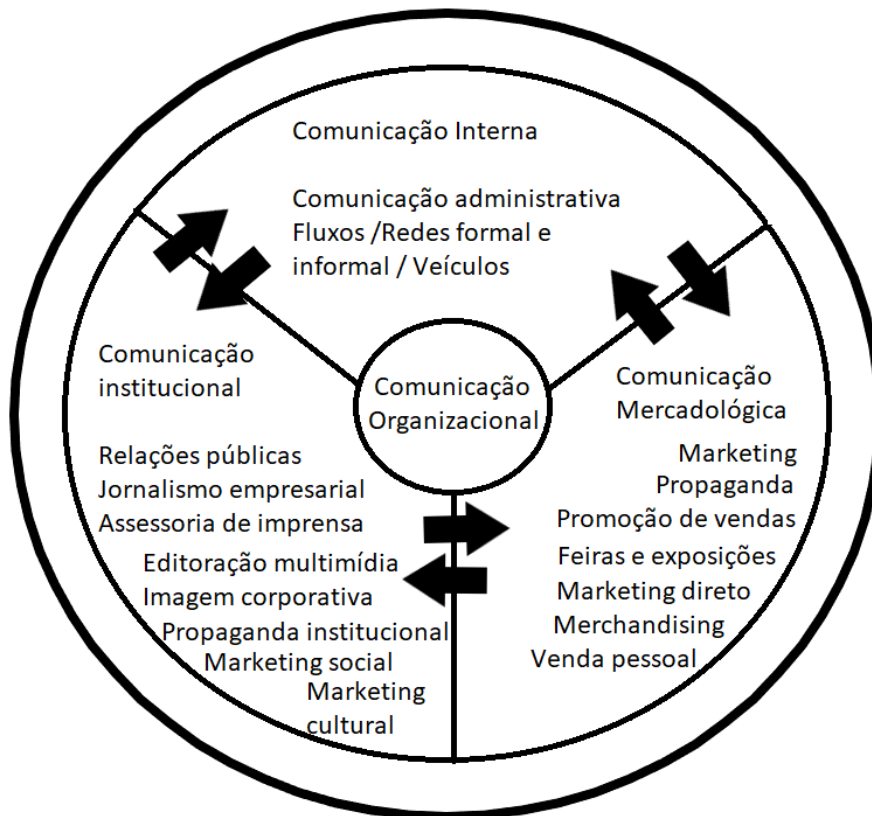 Comunicação Interna
Comunicação administrativa
Fluxos /Redes formal e
informal / Veículos
Comunicação
institucional
Relações públicas
Jornalismo empresarial
Assessoria de imprensa
Editoração multimídia
Imagem corporativa
Propaganda institucional
Marketing social
Marketing
cultural
Comunicação
Organizacional
Comunicação
Mercadológica
Marketing
Propaganda
Promoção de vendas
Feiras e exposições
Marketing direto
Merchandising
Venda pessoal